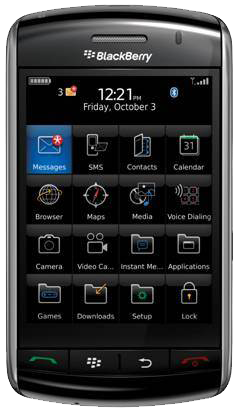 BlackBerry
3 12:21PM
Friday, October 3
Messages SMS Contacts Calendar
31
Browser Maps Media Voice Dialing
Camera Video Ca... Instant Me... Applications
Games Downloads Setup Lock